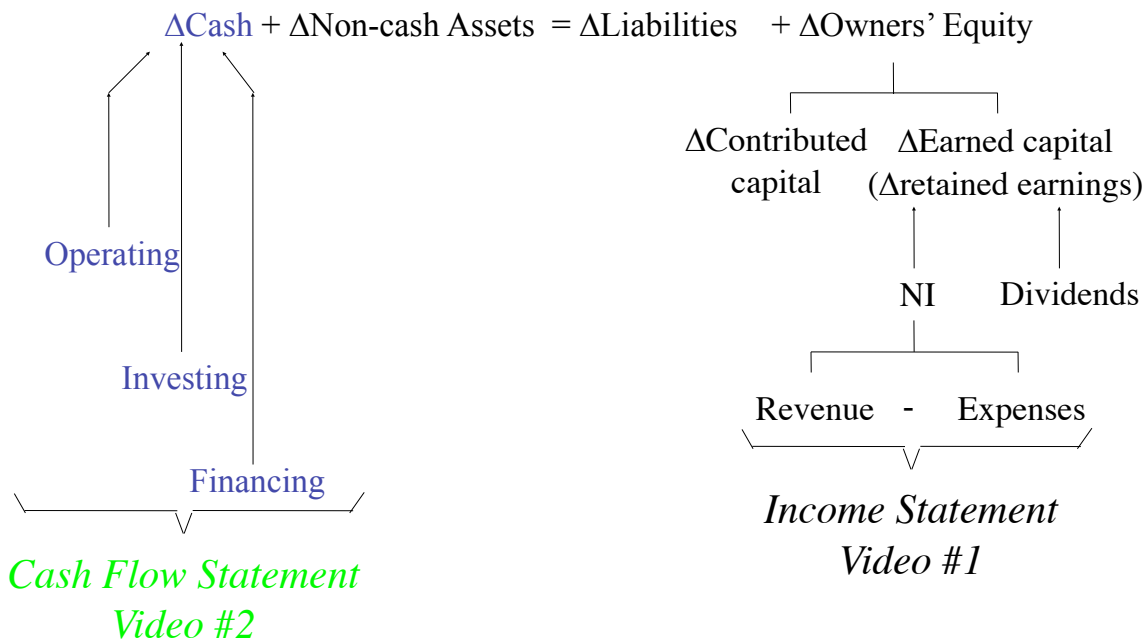 ΔCash + ΔNon-cash Assets = ΔLiabilities + ΔOwners’ Equity
ΔContributed capital
ΔEarned capital
(Δretained earnings)
Operating
NI
Dividends
Investing
Revenue - Expenses
Financing
Income Statement
Video #1
Cash Flow Statement
Video #2